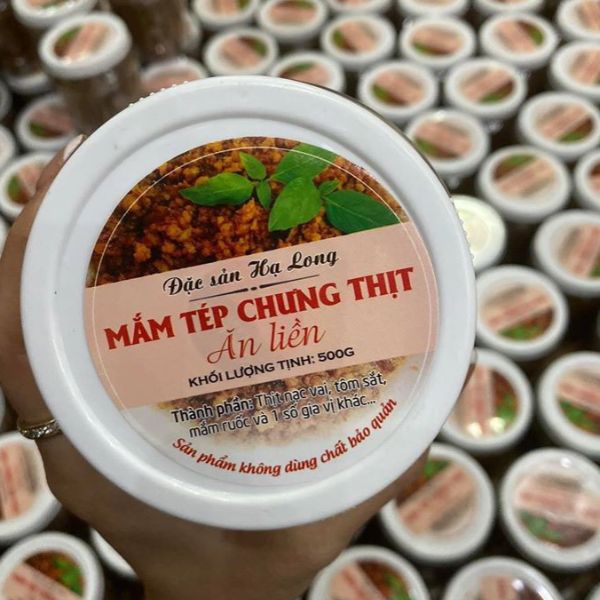 Đặc sản Hạ Long
MẮM TÉP CHƯNG THỊT
Ăn liền
KHỐI LƯỢNG TỊNH: 500G
Thành phần: Thịt nạc vai, tôm sắt,
mắm ruốc và 1 số gia vị khác...
Sản phẩm không dùng chất bảo quản